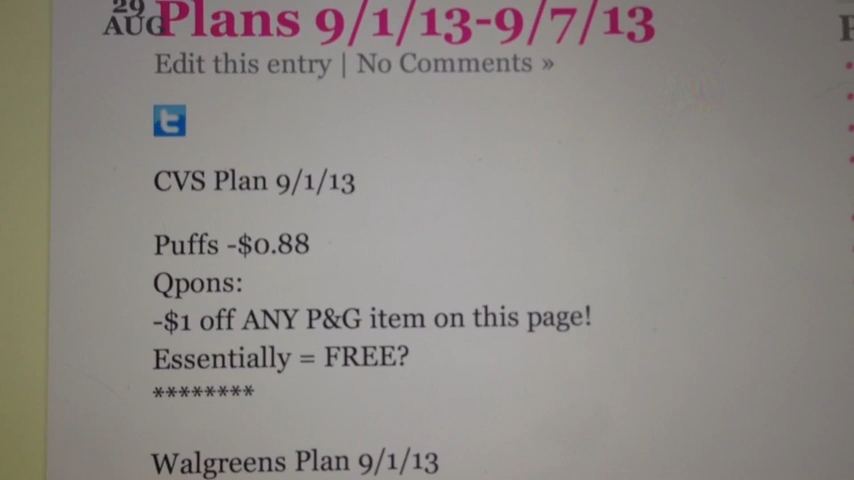 29
AUG
Plans 9/1/13-9/7/13
Edit this entry | No Comments »
t
CVS Plan 9/1/13
Puffs -$0.88
Qpons:
-$1 off ANY P&G item on this page!
Essentially = FREE?
********
Walgreens Plan 9/1/13